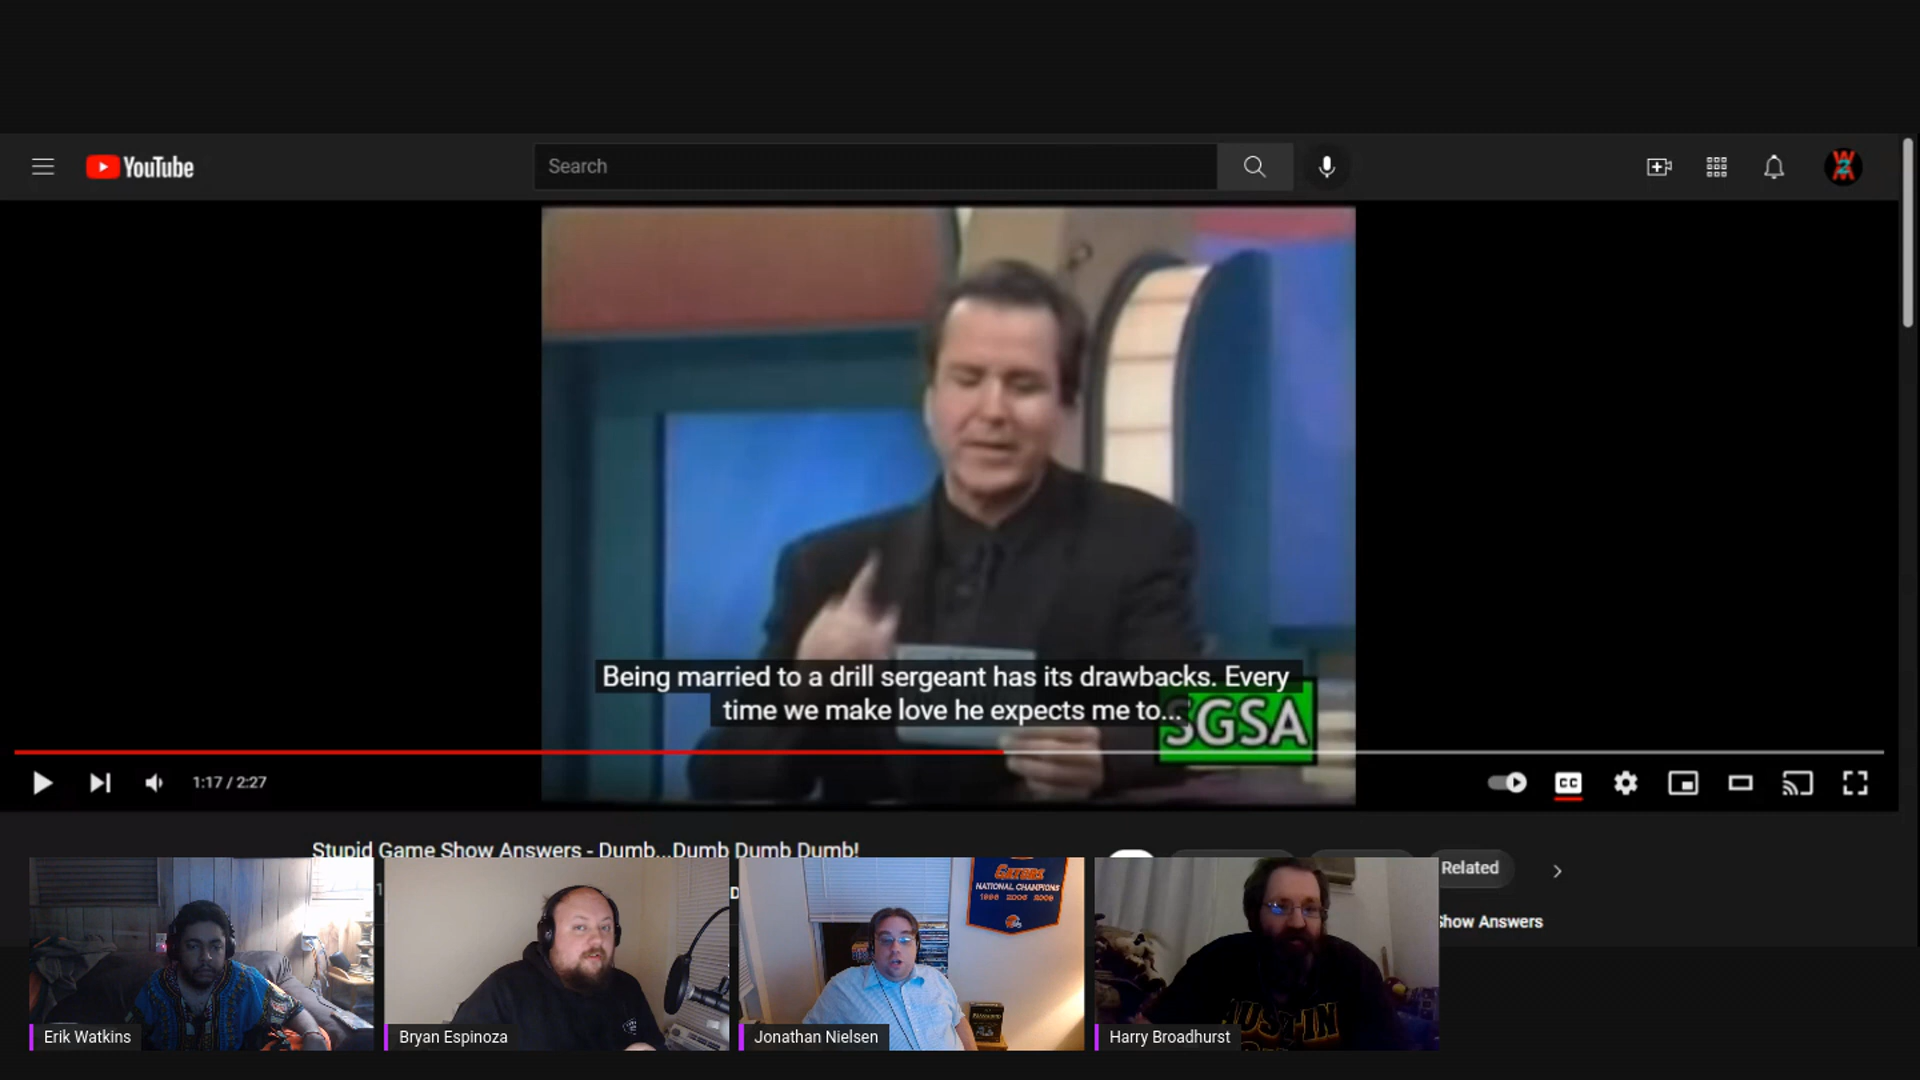 YouTube
Search
Being married to a drill sergeant has its drawbacks. Every
time we make love he expects me to...
SGSA
1:17 / 2:27
CC
Stupid Game Show Answers - Dumb...Dumb Dumb Dumb!
Related
Show Answers
GATORS
NATIONAL CHAMPIONS
1996 2006 2008
Erik Watkins
Bryan Espinoza
Jonathan Nielsen
Harry Broadhurst